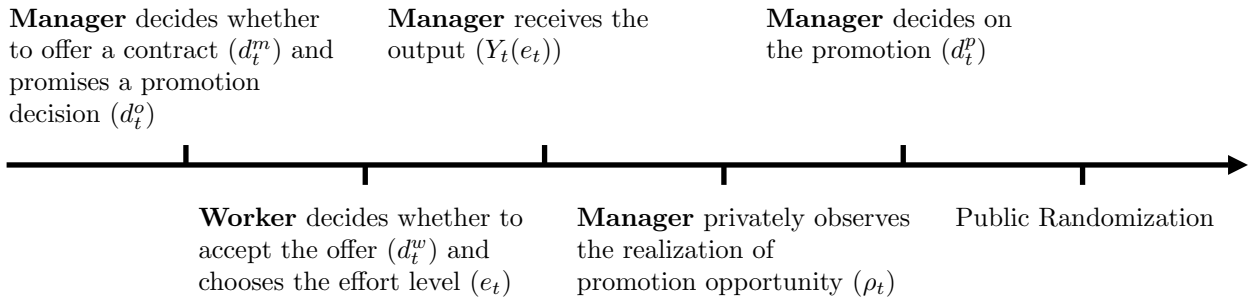 Manager decides whether
to offer a contract (d_t^m) and
promises a promotion
decision (d_t^o)
Manager receives the
output (Y_t(e_t))
Manager decides on
the promotion (d_t^p)
Worker decides whether to
accept the offer (d_t^w) and
chooses the effort level (e_t)
Manager privately observes
the realization of
promotion opportunity (ρ_t)
Public Randomization